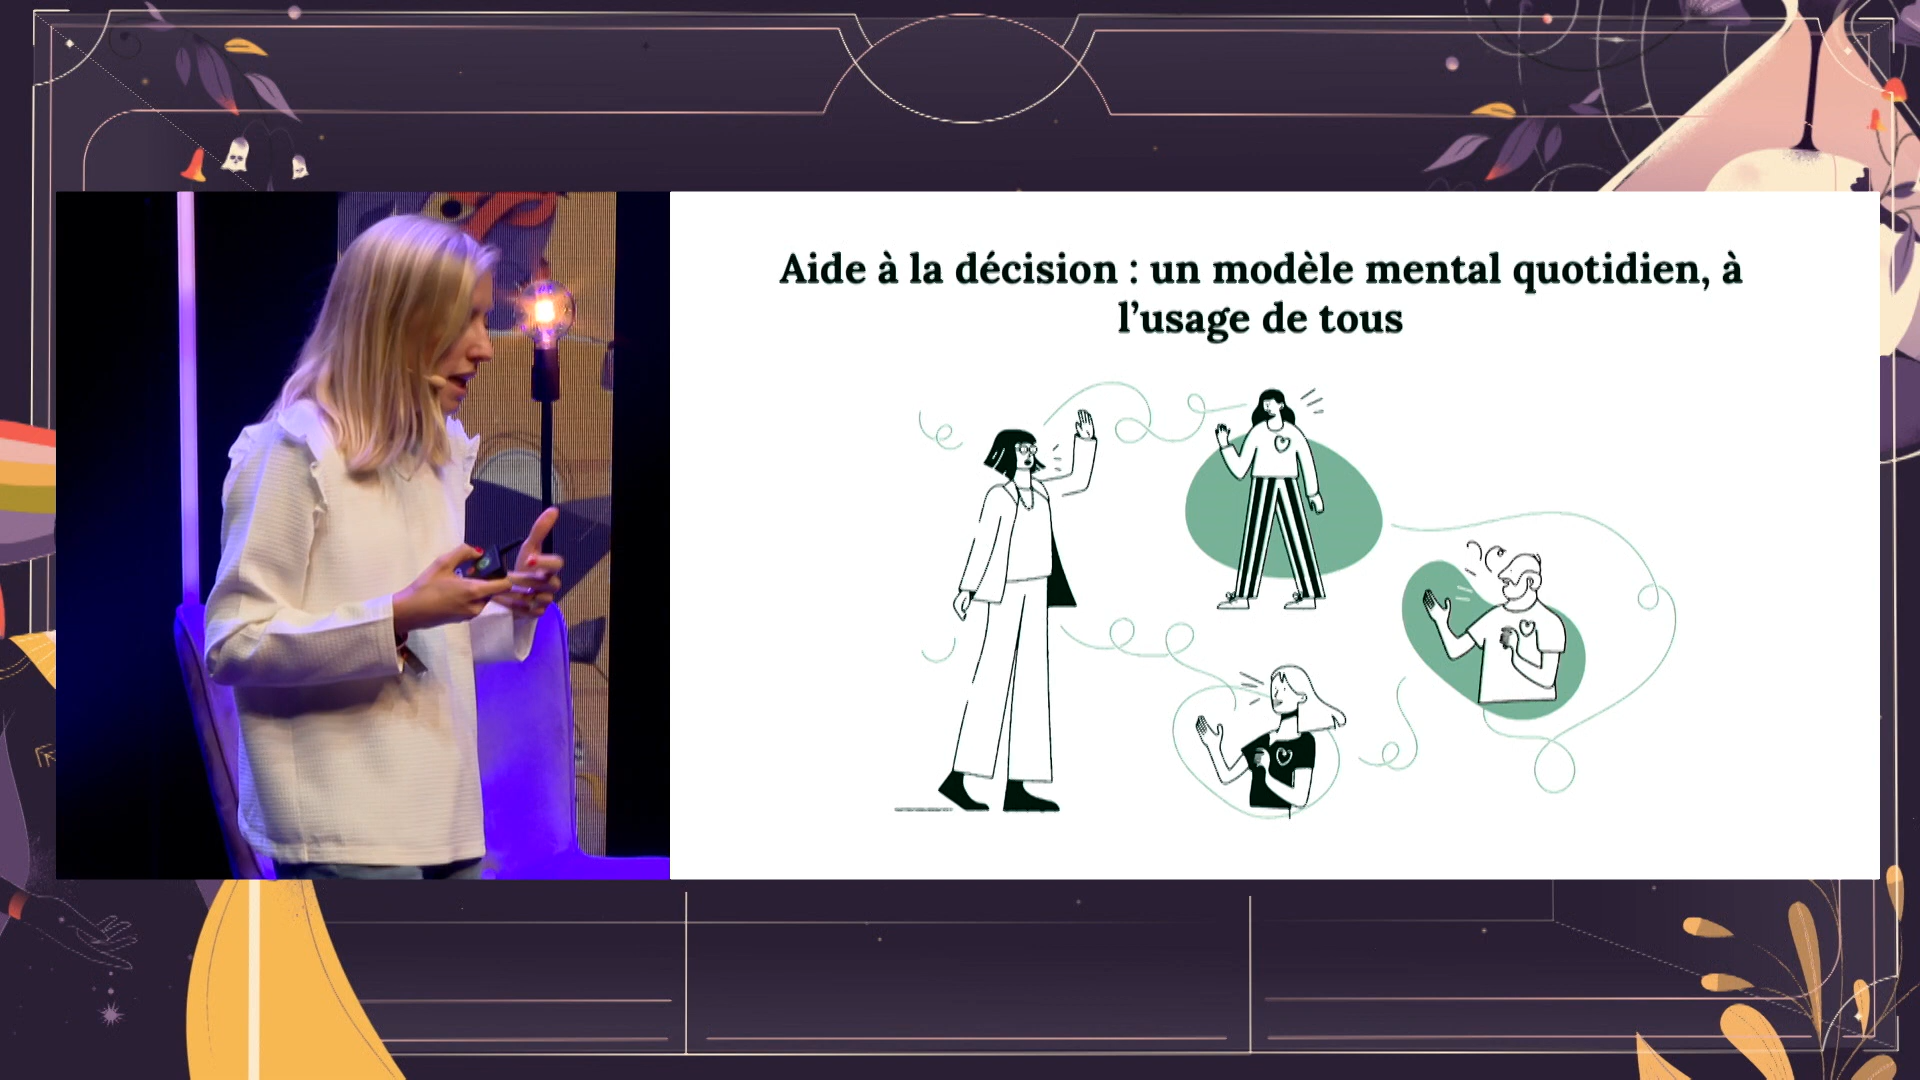 Aide à la décision : un modèle mental quotidien, à
l’usage de tous